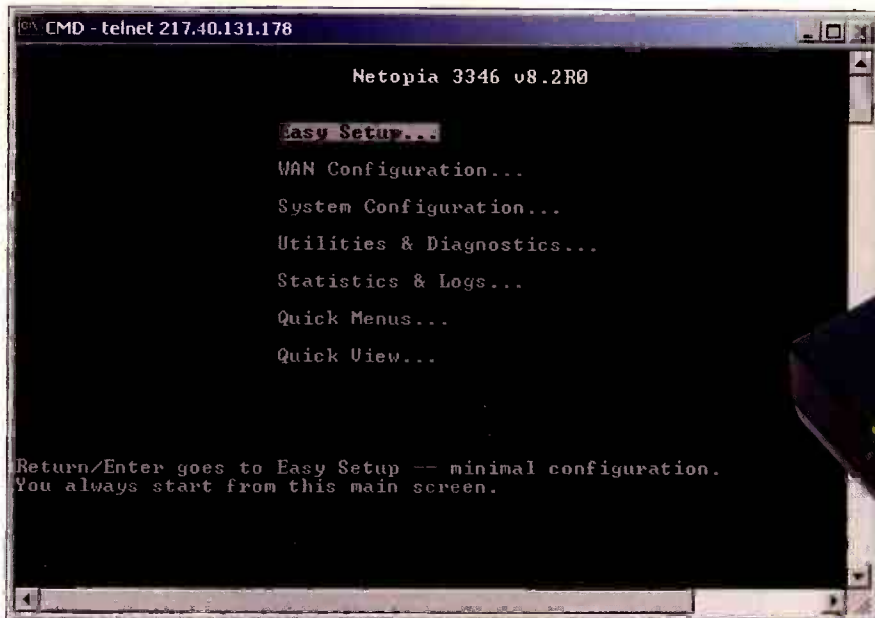 CMD - telnet 217.40.131.178
Netopia 3346 v8.2R0
Easy Setup...
WAN Configuration...
System Configuration...
Utilities & Diagnostics...
Statistics & Logs...
Quick Menus...
Quick View...
Return/Enter goes to Easy Setup -- minimal configuration.
You always start from this main screen.